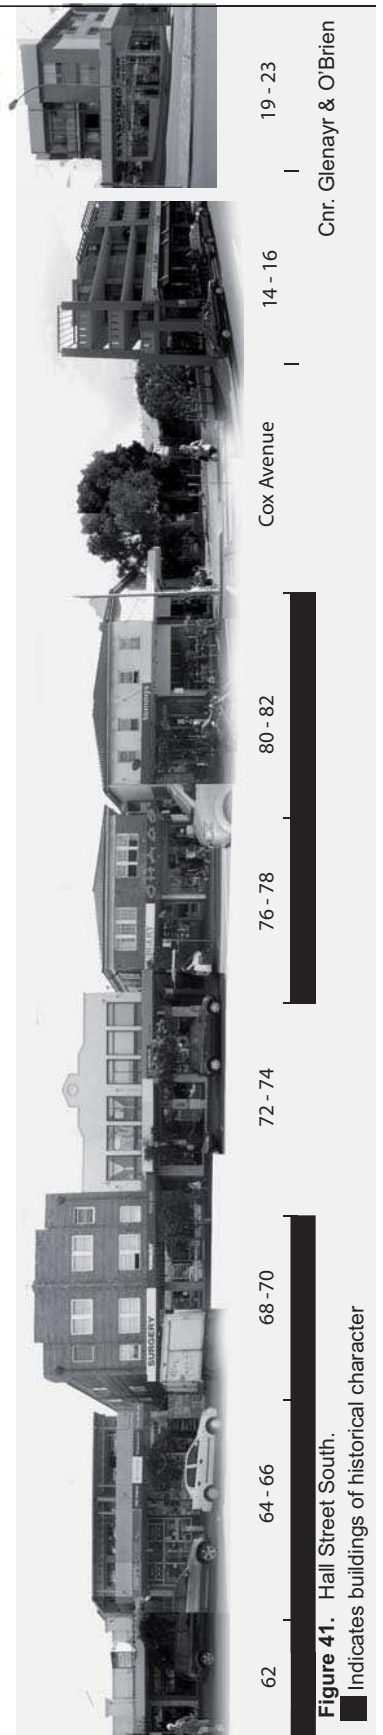 SURGERY
62
64 - 66
68 -70
72 - 74
76 - 78
80 - 82
Cox Avenue
14 - 16
19 - 23
Cnr. Glenayr & O'Brien
Figure 41. Hall Street South.
Indicates buildings of historical character